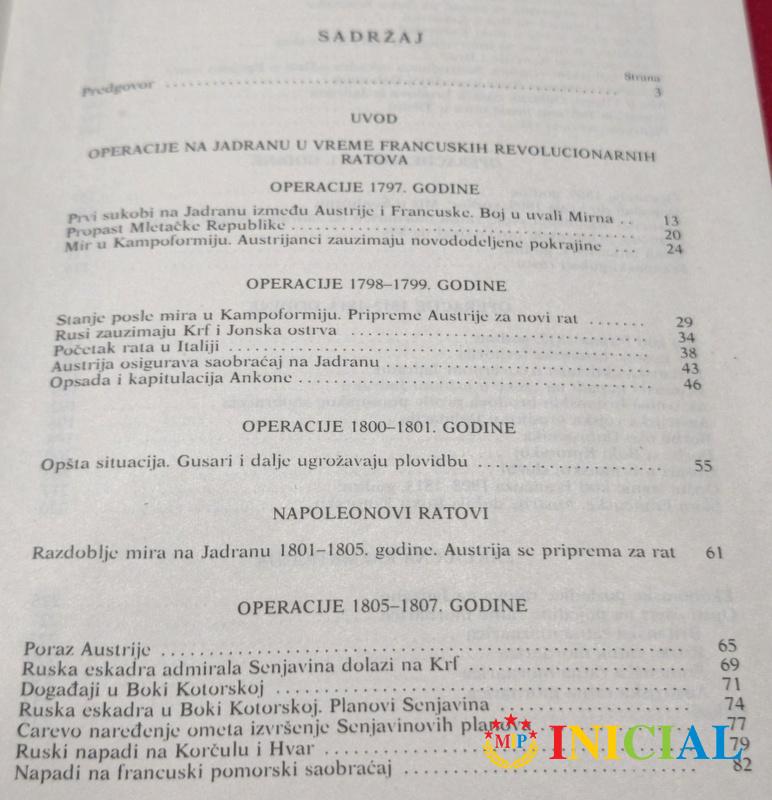 SADRŽAJ
Strana
Predgovor ........ 3
UVOD
OPERACIJE NA JADRANU U VREME FRANCUSKIH REVOLUCIONARNIH
RATOVA
OPERACIJE 1797. GODINE
Prvi sukobi na Jadranu između Austrije i Francuske. Boj u uvali Mirna .. 13
Propast Mletačke Republike ........ 20
Mir u Kampoformiju. Austrijanci zauzimaju novododeljene pokrajine ... 24
OPERACIJE 1798–1799. GODINE
Stanje posle mira u Kampoformiju. Pripreme Austrije za novi rat ....... 29
Rusi zauzimaju Krf i Jonska ostrva ........ 34
Početak rata u Italiji ........ 38
Austrija osigurava saobraćaj na Jadranu ........ 43
Opsada i kapitulacija Ankone ........ 46
OPERACIJE 1800–1801. GODINE
Opšta situacija. Gusari i dalje ugrožavaju plovidbu ........ 55
NAPOLEONOVI RATOVI
Razdoblje mira na Jadranu 1801–1805. godine. Austrija se priprema za rat 61
OPERACIJE 1805–1807. GODINE
Poraz Austrije ........ 65
Ruska eskadra admirala Senjavina dolazi na Krf ........ 69
Događaji u Boki Kotorskoj ........ 71
Ruska eskadra u Boki Kotorskoj. Planovi Senjavina ........ 74
Carevo naređenje ometa izvršenje Senjavinovih planova 77
Ruski napadi na Korčulu i Hvar ........ 79
Napadi na francuski pomorski saobraćaj ........ 82
MIP INICIAL